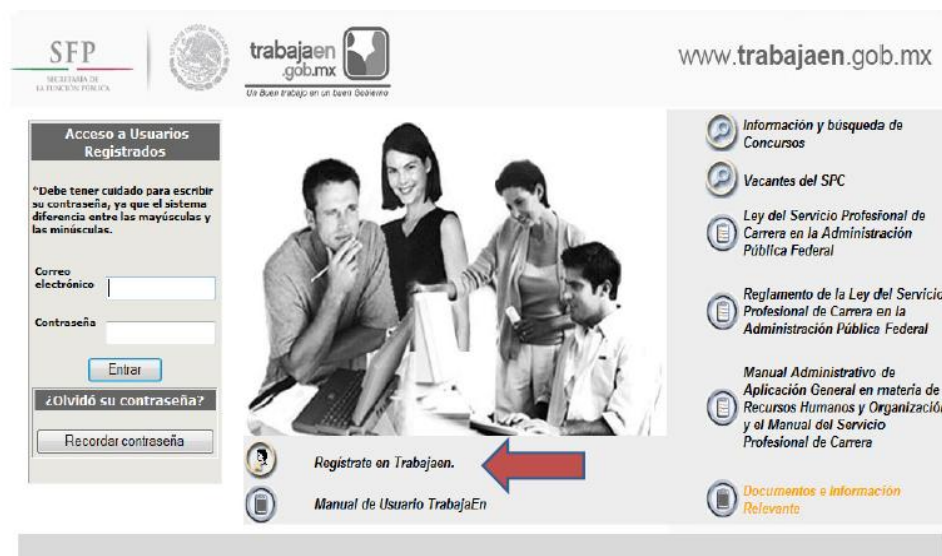 SFP
SECRETARÍA DE
LA FUNCIÓN PÚBLICA
trabajaen
.gob.mx
Un Buen trabajo en un buen Gobierno
www.trabajaen.gob.mx
Acceso a Usuarios
Registrados
*Debe tener cuidado para escribir
su contraseña, ya que el sistema
diferencia entre las mayúsculas y
las minúsculas.
Correo
electrónico
Contraseña
Entrar
¿Olvidó su contraseña?
Recordar contraseña
Regístrate en Trabajaen.
Manual de Usuario TrabajaEn
Información y búsqueda de
Concursos
Vacantes del SPC
Ley del Servicio Profesional de
Carrera en la Administración
Pública Federal
Reglamento de la Ley del Servicio
Profesional de Carrera en la
Administración Pública Federal
Manual Administrativo de
Aplicación General en materia de
Recursos Humanos y Organización
y el Manual del Servicio
Profesional de Carrera
Documentos e Información
Relevante